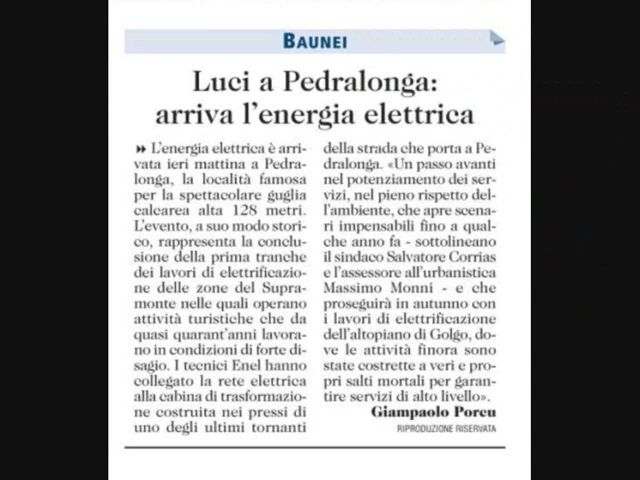 BAUNEI
Luci a Pedralonga:
arriva l'energia elettrica
L'energia elettrica è arri-
vata ieri mattina a Pedra-
longa, la località famosa
per la spettacolare guglia
calcarea alta 128 metri.
L'evento, a suo modo stori-
co, rappresenta la conclu-
sione della prima tranche
dei lavori di elettrificazio-
ne delle zone del Supra-
monte nelle quali operano
attività turistiche che da
quasi quarant'anni lavora-
no in condizioni di forte di-
sagio. I tecnici Enel hanno
collegato la rete elettrica
alla cabina di trasformazio-
ne costruita nei pressi di
uno degli ultimi tornanti
della strada che porta a Pe-
dralonga. «Un passo avanti
nel potenziamento dei ser-
vizi, nel pieno rispetto del-
l'ambiente, che apre scena-
ri impensabili fino a qual-
che anno fa - sottolineano
il sindaco Salvatore Corrias
e l'assessore all'urbanistica
Massimo Monni - e che
proseguirà in autunno con
i lavori di elettrificazione
dell'altopiano di Golgo, do-
ve le attività finora sono
state costrette a veri e pro-
pri salti mortali per garan-
tire servizi di alto livello».
Giampaolo Porcu
RIPRODUZIONE RISERVATA